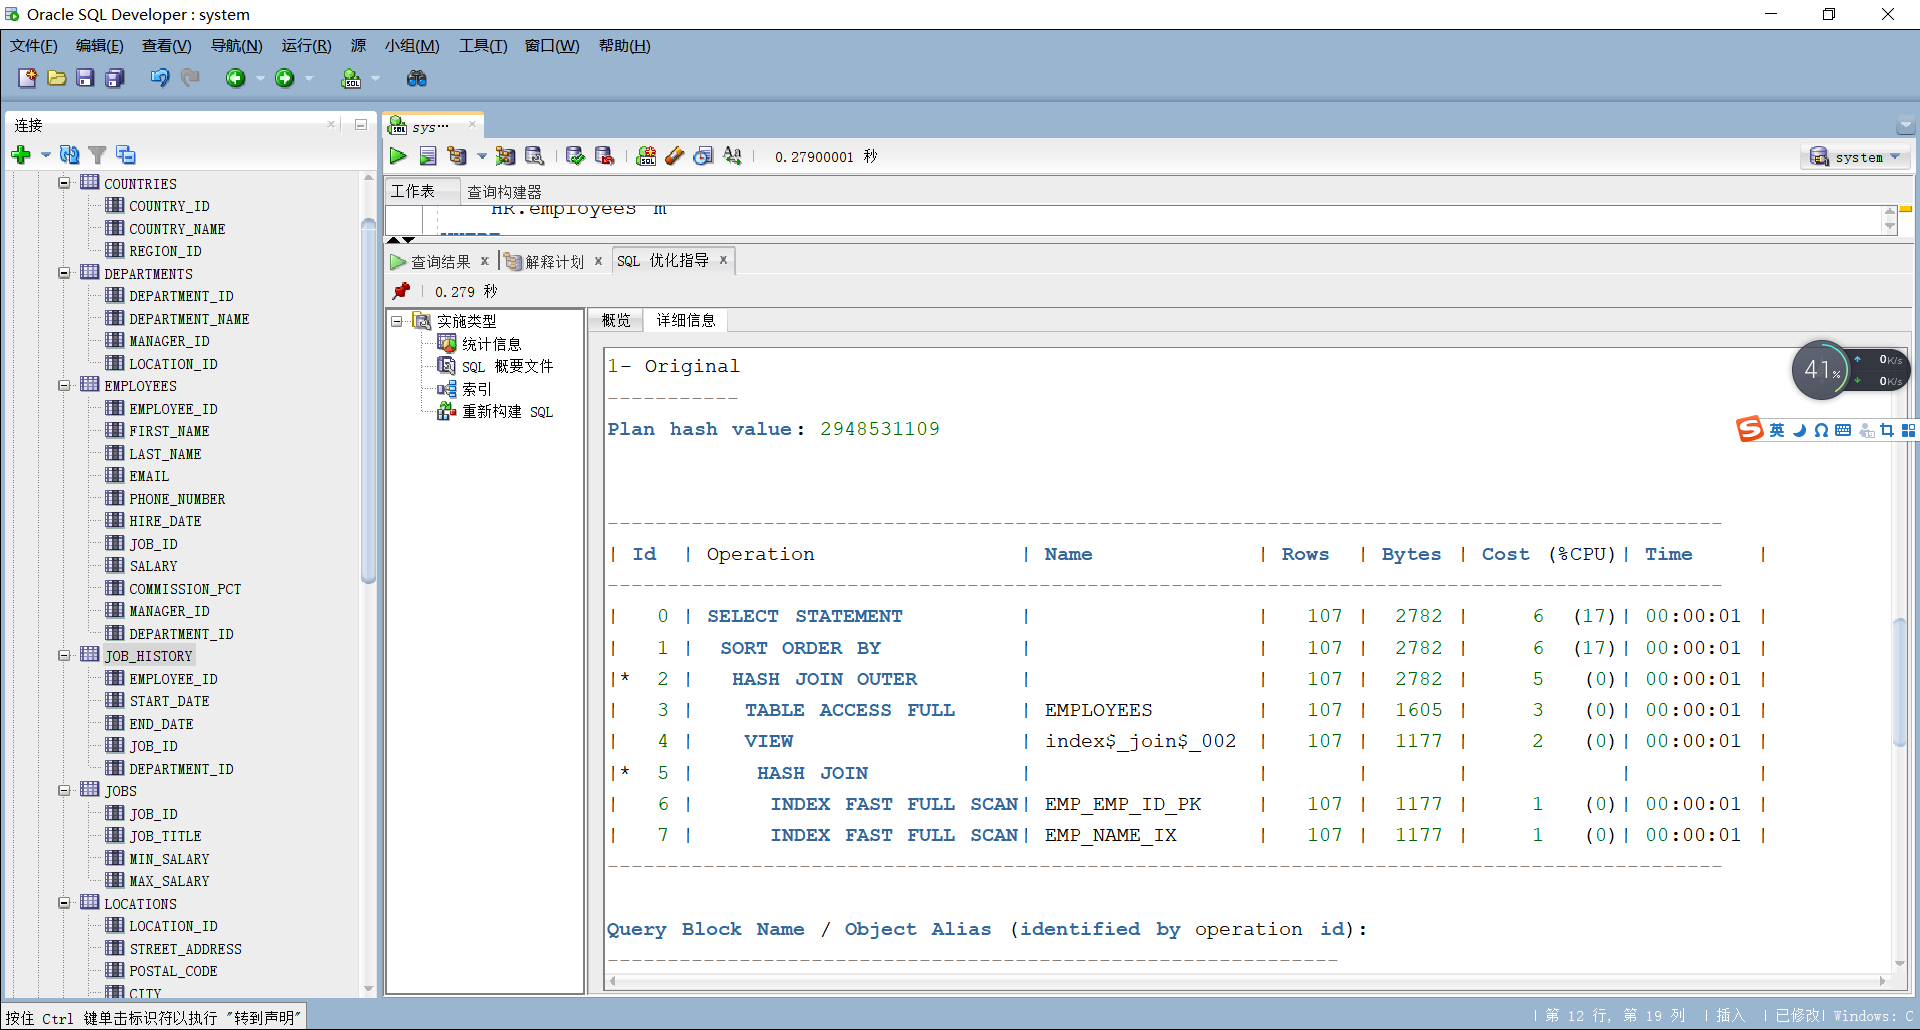 Oracle SQL Developer : system
文件(F) 编辑(E) 查看(V) 导航(N) 运行(R) 源 小组(M) 工具(T) 窗口(W) 帮助(H)
连接
COUNTRIES
COUNTRY_ID
COUNTRY_NAME
REGION_ID
DEPARTMENTS
DEPARTMENT_ID
DEPARTMENT_NAME
MANAGER_ID
LOCATION_ID
EMPLOYEES
EMPLOYEE_ID
FIRST_NAME
LAST_NAME
EMAIL
PHONE_NUMBER
HIRE_DATE
JOB_ID
SALARY
COMMISSION_PCT
MANAGER_ID
DEPARTMENT_ID
JOB_HISTORY
EMPLOYEE_ID
START_DATE
END_DATE
JOB_ID
DEPARTMENT_ID
JOBS
JOB_ID
JOB_TITLE
MIN_SALARY
MAX_SALARY
LOCATIONS
LOCATION_ID
STREET_ADDRESS
POSTAL_CODE
CITY
sys…
0.27900001 秒
system
工作表 查询构建器
HR.employees m
查询结果 解释计划 SQL 优化指导
0.279 秒
实施类型
统计信息
SQL 概要文件
索引
重新构建 SQL
概览 详细信息
1- Original
-----------
Plan hash value: 2948531109
-----------------------------------------------------------------------------------------
| Id | Operation | Name | Rows | Bytes | Cost (%CPU)| Time |
-----------------------------------------------------------------------------------------
| 0 | SELECT STATEMENT | | 107 | 2782 | 6 (17)| 00:00:01 |
| 1 | SORT ORDER BY | | 107 | 2782 | 6 (17)| 00:00:01 |
|* 2 | HASH JOIN OUTER | | 107 | 2782 | 5 (0)| 00:00:01 |
| 3 | TABLE ACCESS FULL | EMPLOYEES | 107 | 1605 | 3 (0)| 00:00:01 |
| 4 | VIEW | index$_join$_002 | 107 | 1177 | 2 (0)| 00:00:01 |
|* 5 | HASH JOIN | | | | | |
| 6 | INDEX FAST FULL SCAN| EMP_EMP_ID_PK | 107 | 1177 | 1 (0)| 00:00:01 |
| 7 | INDEX FAST FULL SCAN| EMP_NAME_IX | 107 | 1177 | 1 (0)| 00:00:01 |
-----------------------------------------------------------------------------------------
Query Block Name / Object Alias (identified by operation id):
-------------------------------------------------------------
41%
0K/s
0K/s
英
按住 Ctrl 键单击标识符以执行 "转到声明"
| 第 12 行, 第 19 列 | 插入 | 已修改| Windows: C